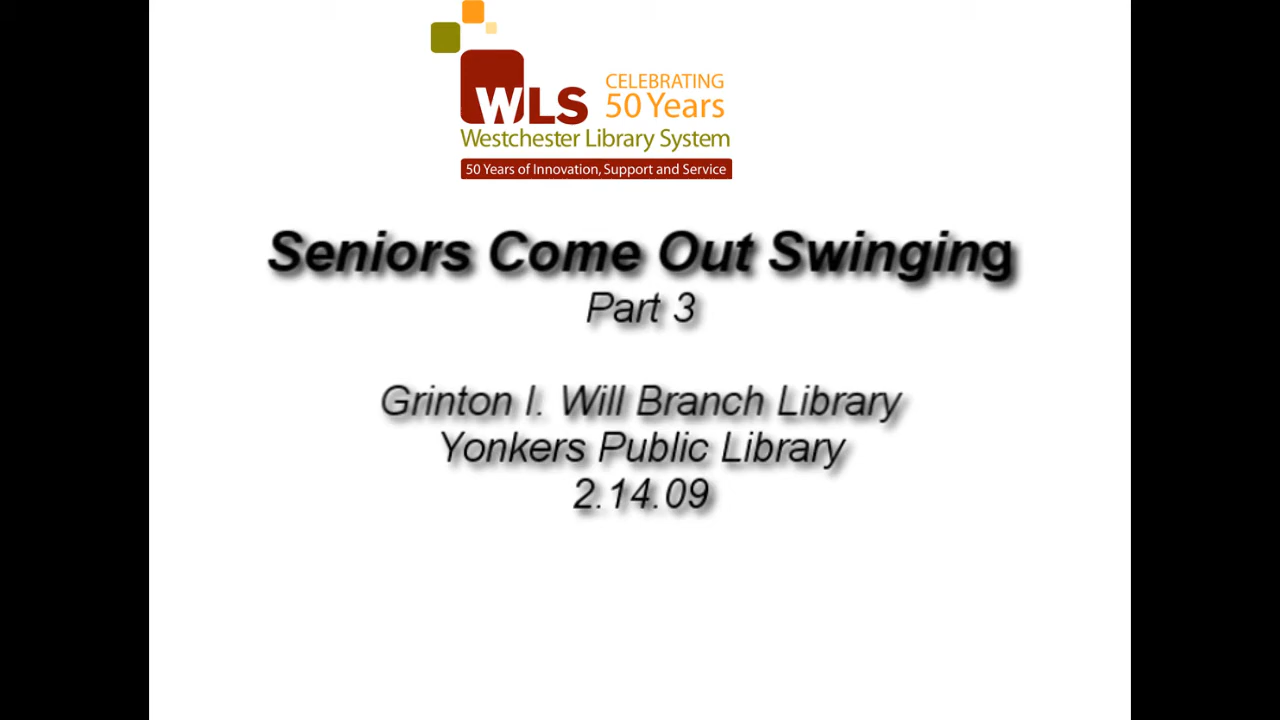 WLS
CELEBRATING
50 Years
Westchester Library System
50 Years of Innovation, Support and Service
Seniors Come Out Swinging
Part 3
Grinton I. Will Branch Library
Yonkers Public Library
2.14.09